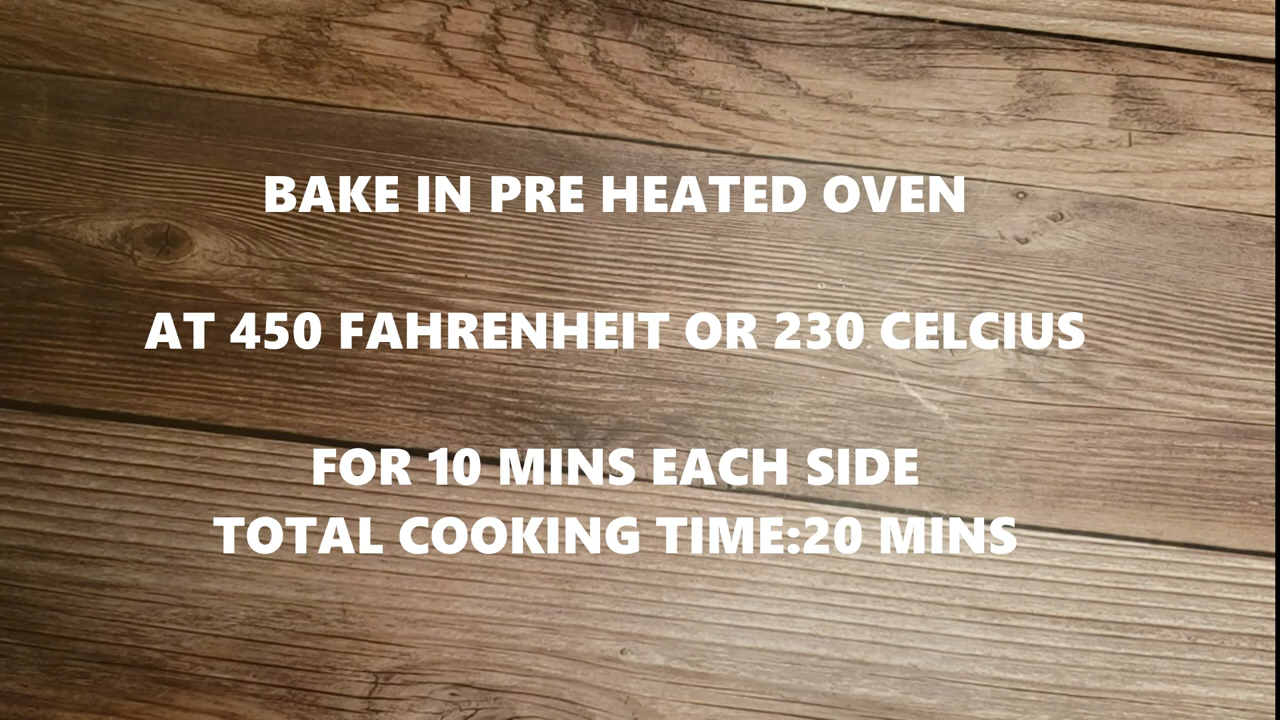 BAKE IN PRE HEATED OVEN
AT 450 FAHRENHEIT OR 230 CELCIUS
FOR 10 MINS EACH SIDE
TOTAL COOKING TIME:20 MINS